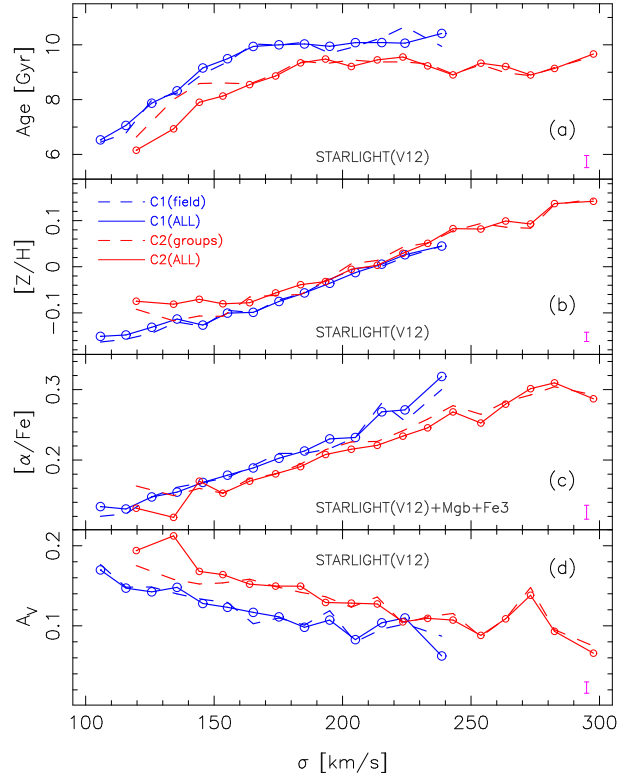 10
8
6
Age [Gyr]
(a)
STARLIGHT(V12)
C1(field)
C1(ALL)
C2(groups)
C2(ALL)
0.1
0
−0.1
[Z/H]
(b)
STARLIGHT(V12)
0.3
0.2
[α/Fe]
(c)
STARLIGHT(V12)+Mgb+Fe3
0.2
0.1
A_V
STARLIGHT(V12)
(d)
100 150 200 250 300
σ [km/s]